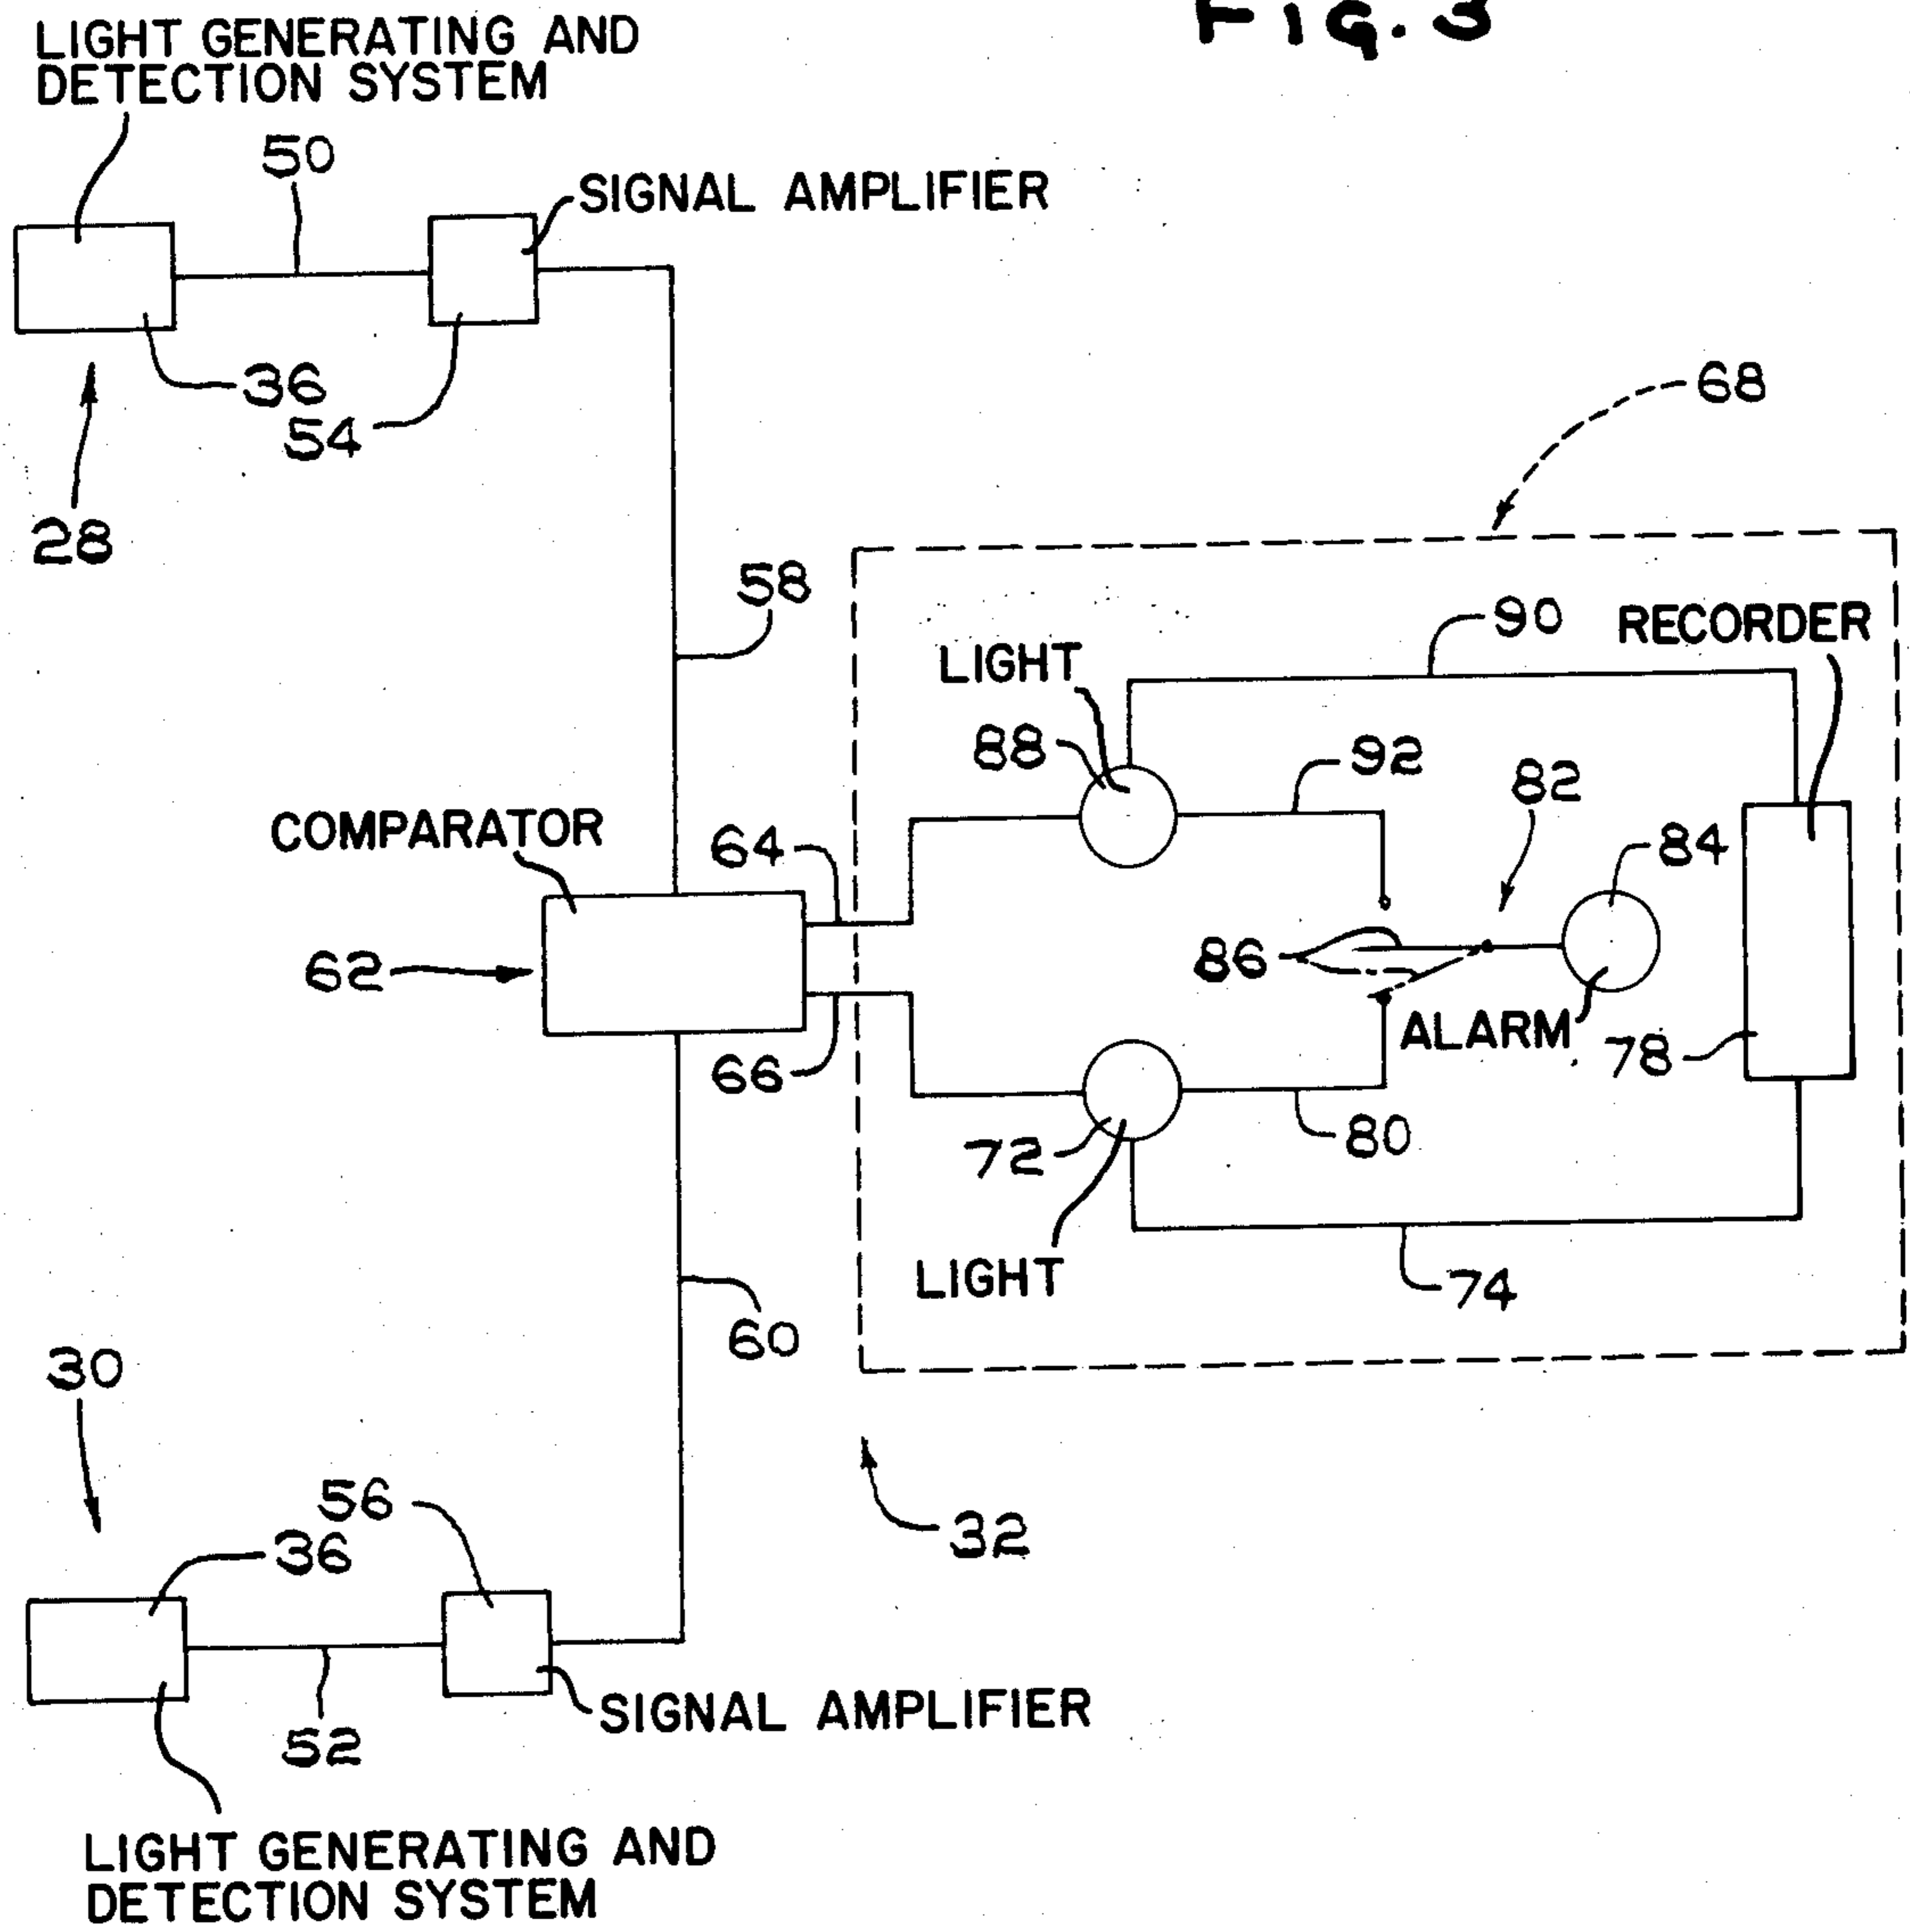 FIG. 3
LIGHT GENERATING AND
DETECTION SYSTEM
50
SIGNAL AMPLIFIER
36
54
28
68
58
90
RECORDER
LIGHT
88
92
82
COMPARATOR
64
84
62
86
ALARM
78
66
72
80
LIGHT
74
60
30
56
36
32
52
SIGNAL AMPLIFIER
LIGHT GENERATING AND
DETECTION SYSTEM